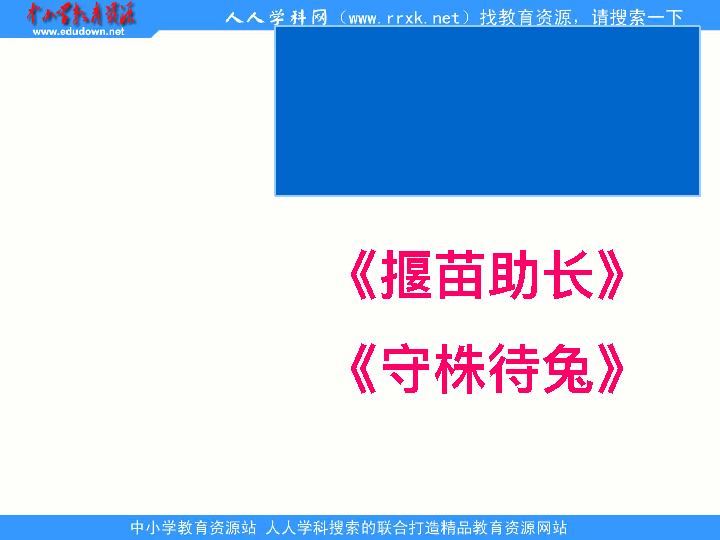 中小学教育资源
www.edudown.net
人人学科网（www.rrxk.net）找教育资源，请搜索一下
《揠苗助长》
《守株待兔》
中小学教育资源站 人人学科搜索的联合打造精品教育资源网站